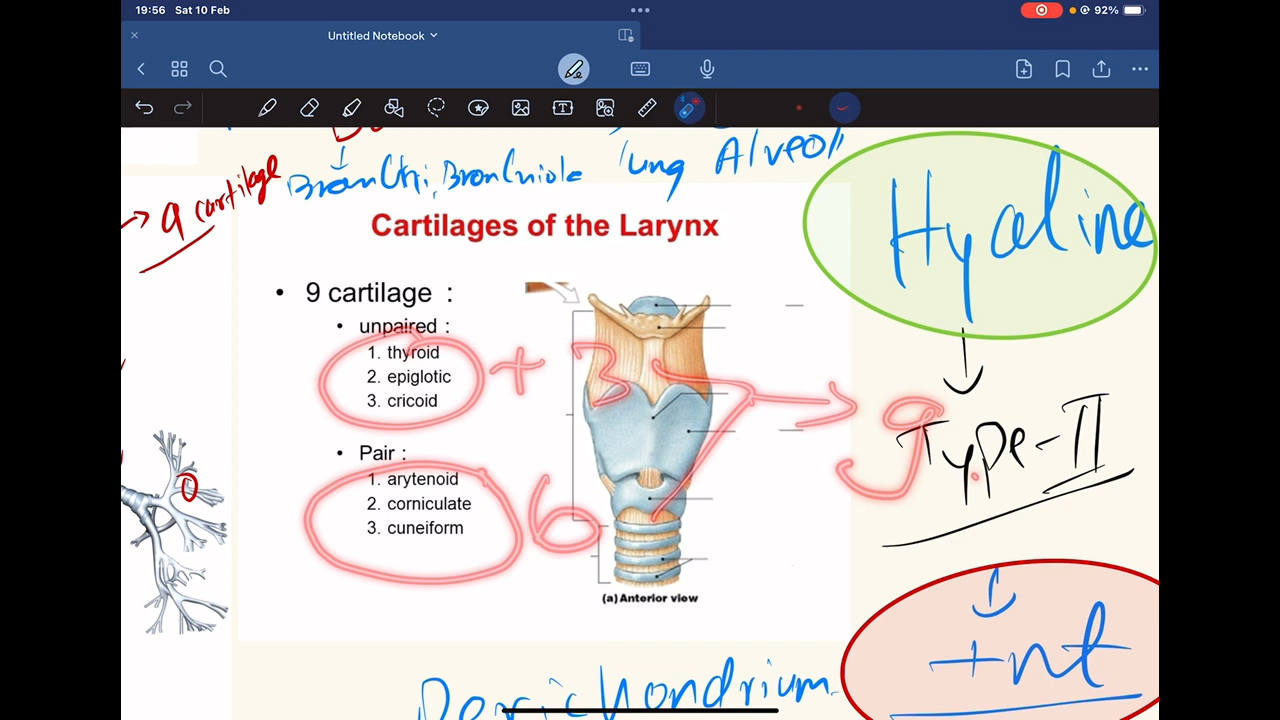 19:56 Sat 10 Feb
92%
Untitled Notebook
Bronchi, Bronchiole
lung Alveoli
→ 9 cartilage
Cartilages of the Larynx
Hyaline
• 9 cartilage :
• unpaired :
1. thyroid
2. epiglotic
3. cricoid
+ 3
→ 9
Type-II
• Pair :
1. arytenoid
2. corniculate
3. cuneiform
6
(a) Anterior view
+nt
Perichondrium